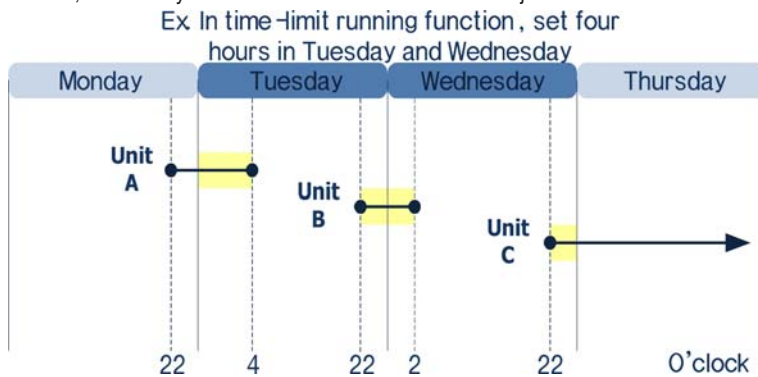 Ex. In time-limit running function, set four
hours in Tuesday and Wednesday
Monday Tuesday Wednesday Thursday
Unit
A
Unit
B
Unit
C
22 4 22 2 22 O'clock